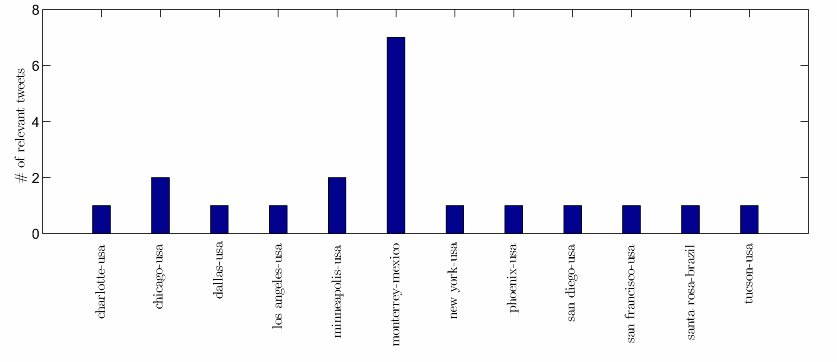 # of relevant tweets
8
6
4
2
0
charlotte-usa
chicago-usa
dallas-usa
los angeles-usa
minneapolis-usa
monterrey-mexico
new york-usa
phoenix-usa
san diego-usa
san francisco-usa
santa rosa-brazil
tucson-usa